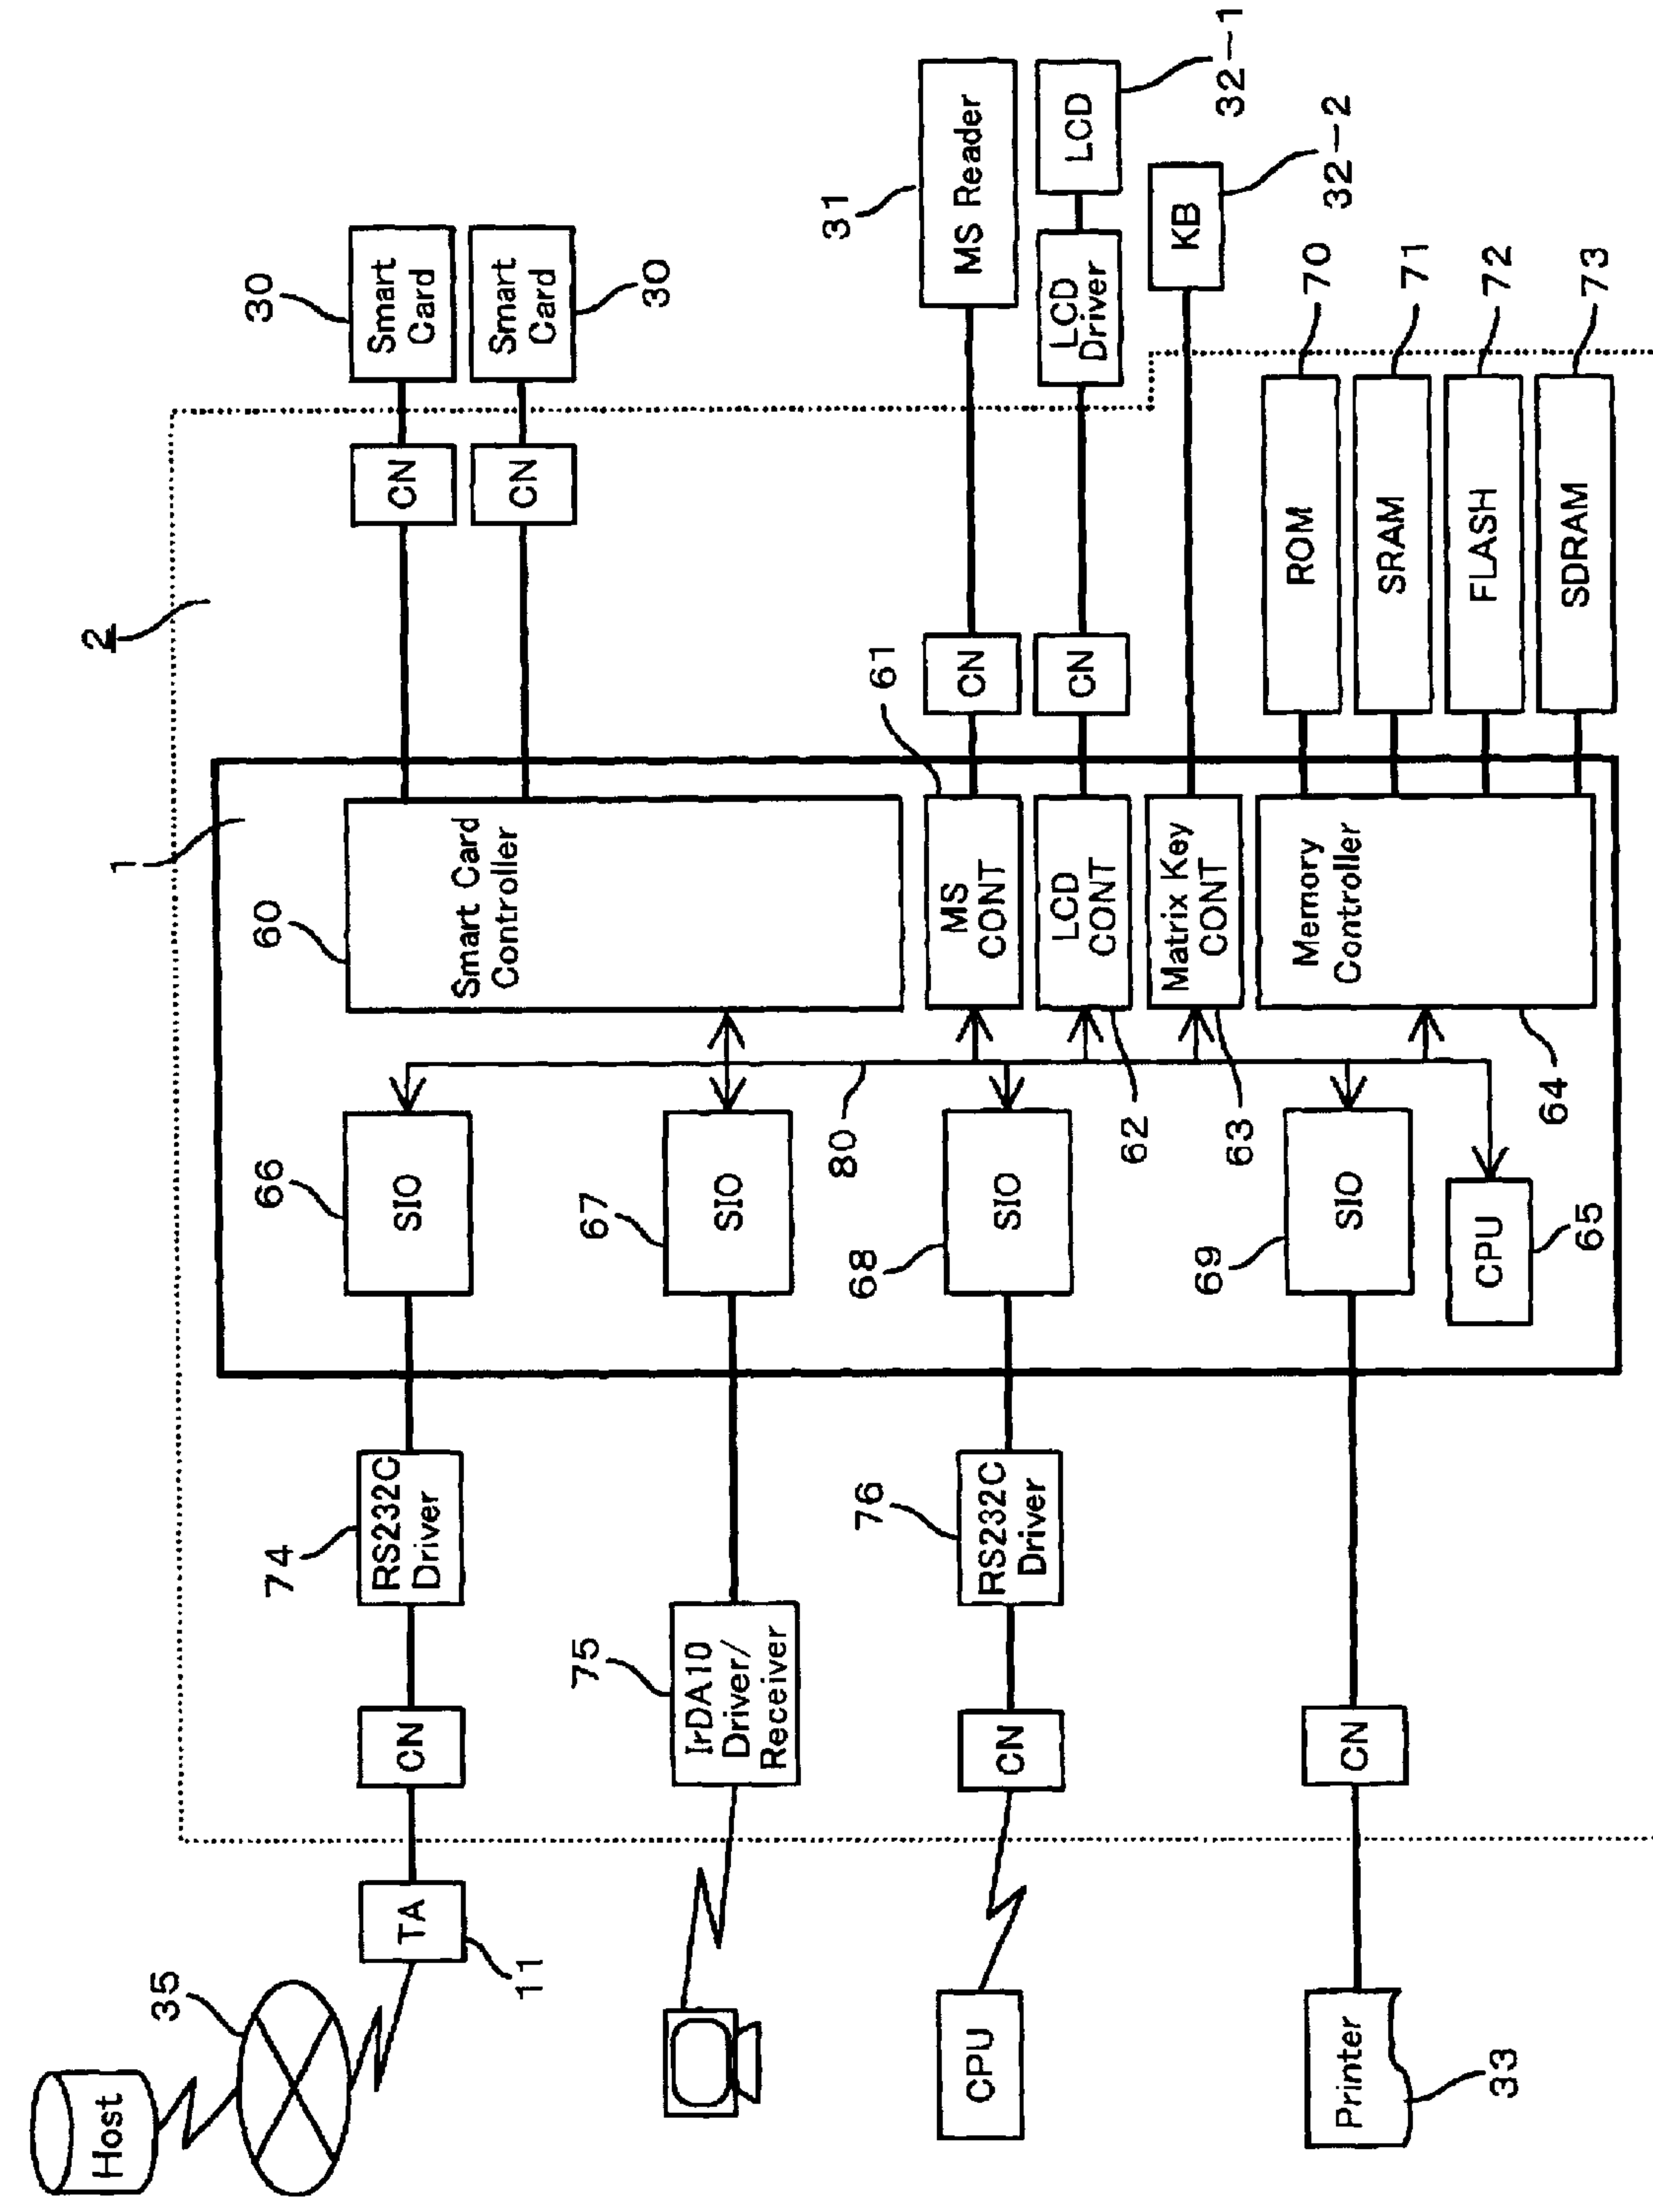 Host
35
TA
11
CN
74
RS232C
Driver
66
SIO
60
Smart Card
Controller
1
2
CN
CN
30
Smart
Card
Smart
Card
30
75
IrDA10
Driver/
Receiver
67
SIO
80
CPU
CN
76
RS232C
Driver
68
SIO
61
MS
CONT
CN
31
MS Reader
62
LCD
CONT
CN
LCD
Driver
LCD
32-1
63
Matrix Key
CONT
KB
32-2
Printer
33
CN
69
SIO
CPU
65
64
Memory
Controller
ROM
70
SRAM
71
FLASH
72
SDRAM
73